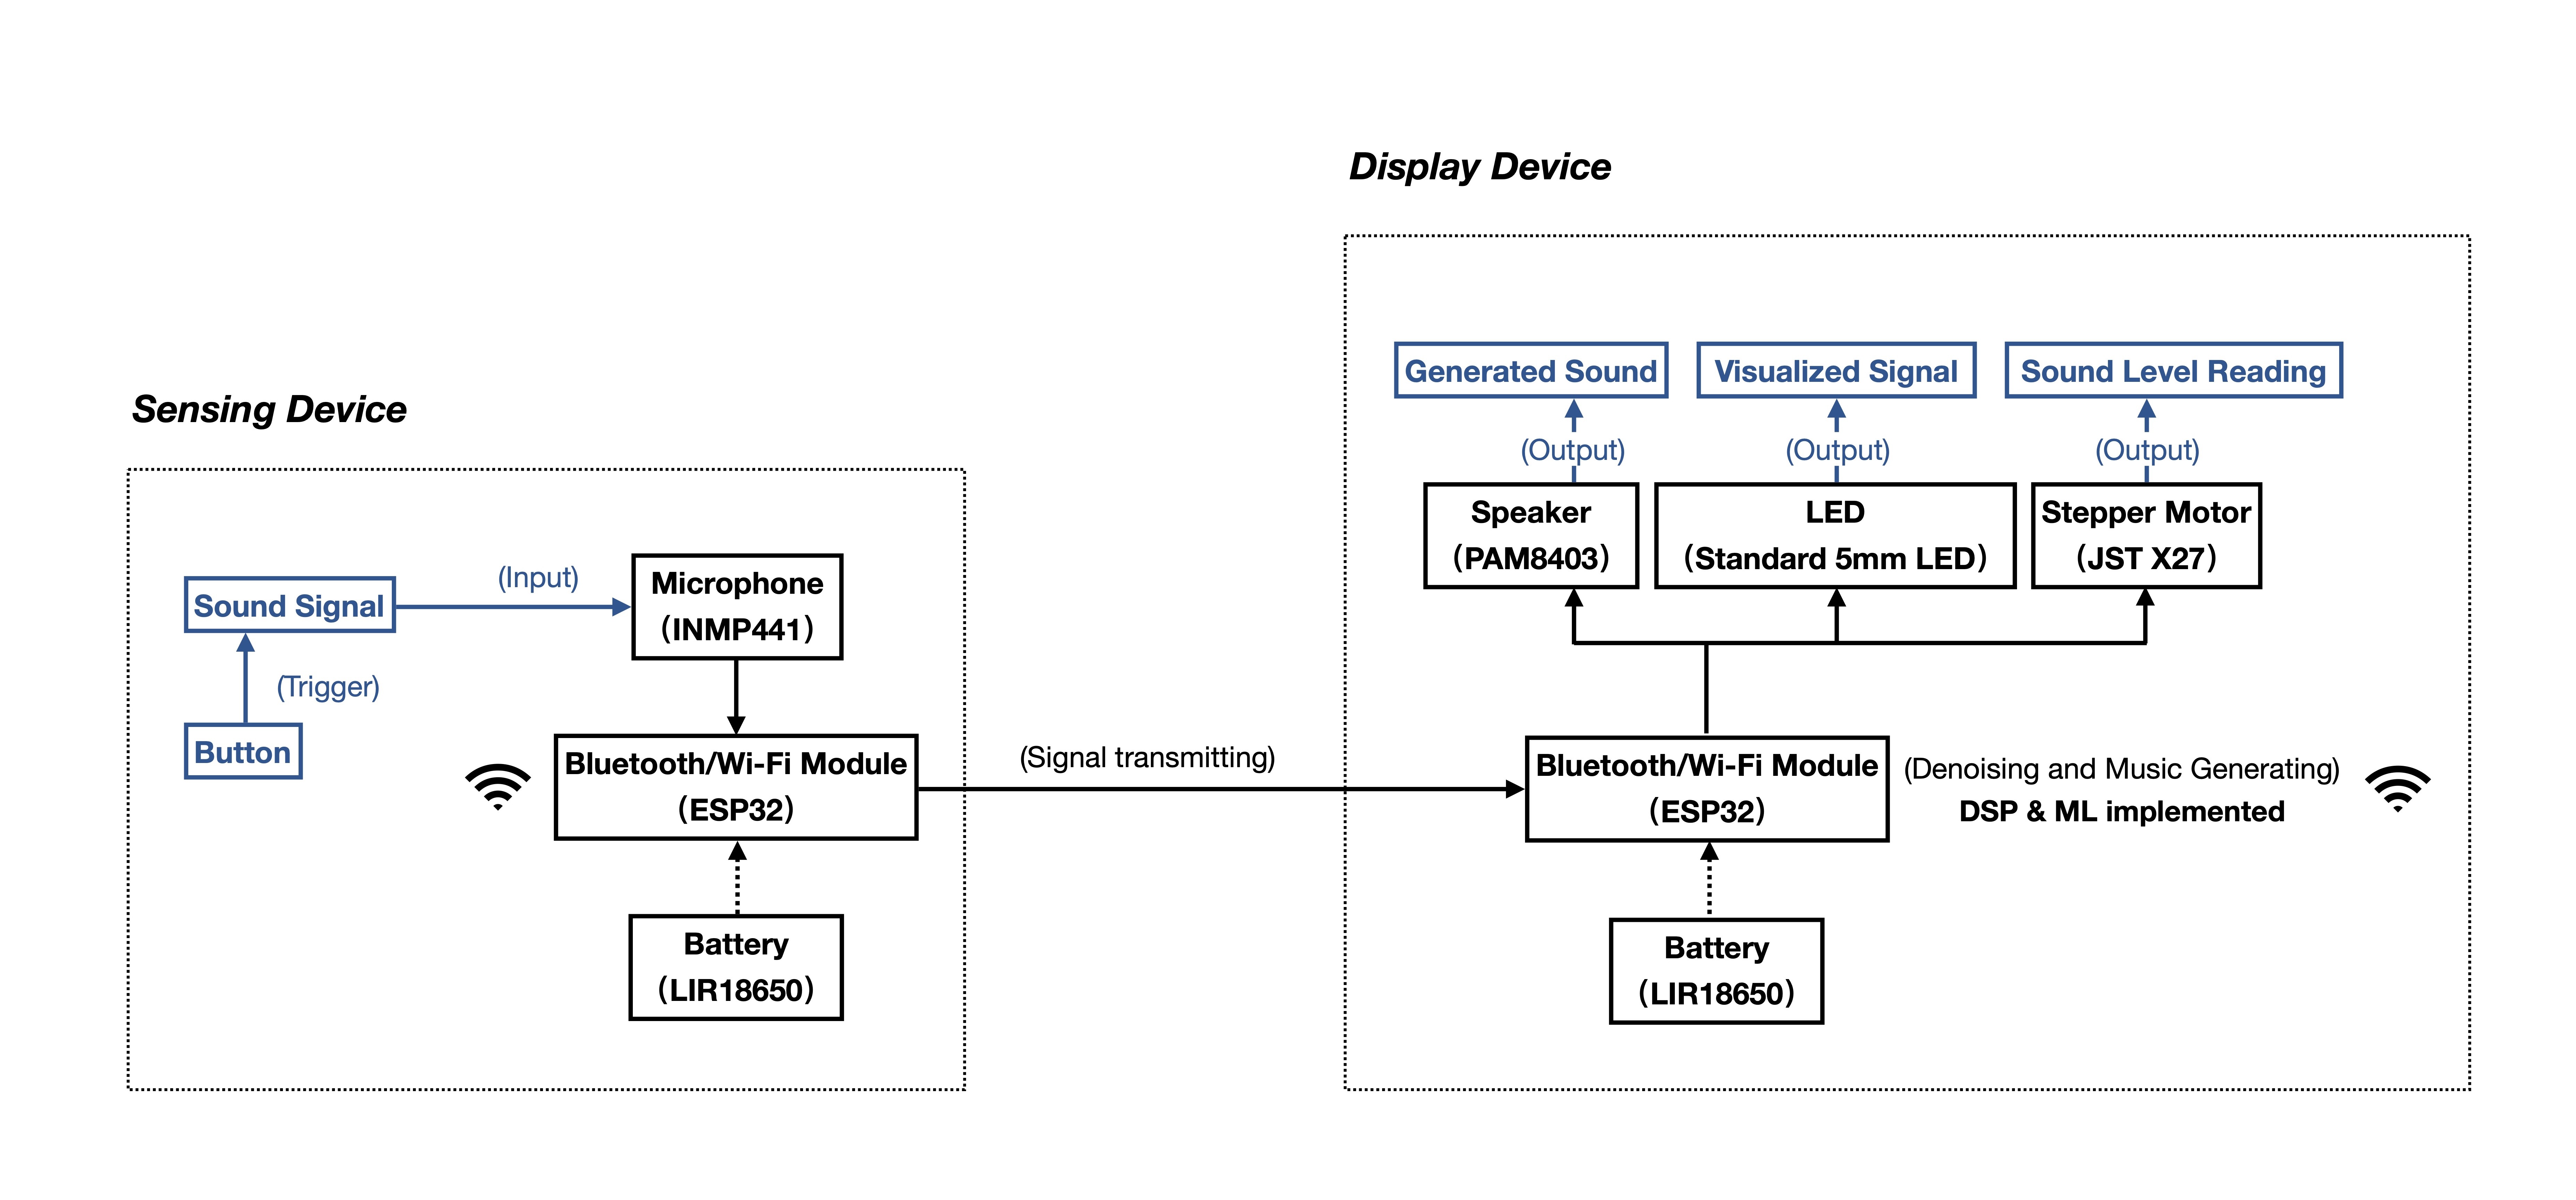 Display Device
Generated Sound
Visualized Signal
Sound Level Reading
(Output)
(Output)
(Output)
Speaker
(PAM8403)
LED
(Standard 5mm LED)
Stepper Motor
(JST X27)
Sensing Device
Sound Signal
(Input)
Microphone
(INMP441)
(Trigger)
Button
Bluetooth/Wi-Fi Module
(ESP32)
(Signal transmitting)
Bluetooth/Wi-Fi Module
(ESP32)
(Denoising and Music Generating)
DSP & ML implemented
Battery
(LIR18650)
Battery
(LIR18650)